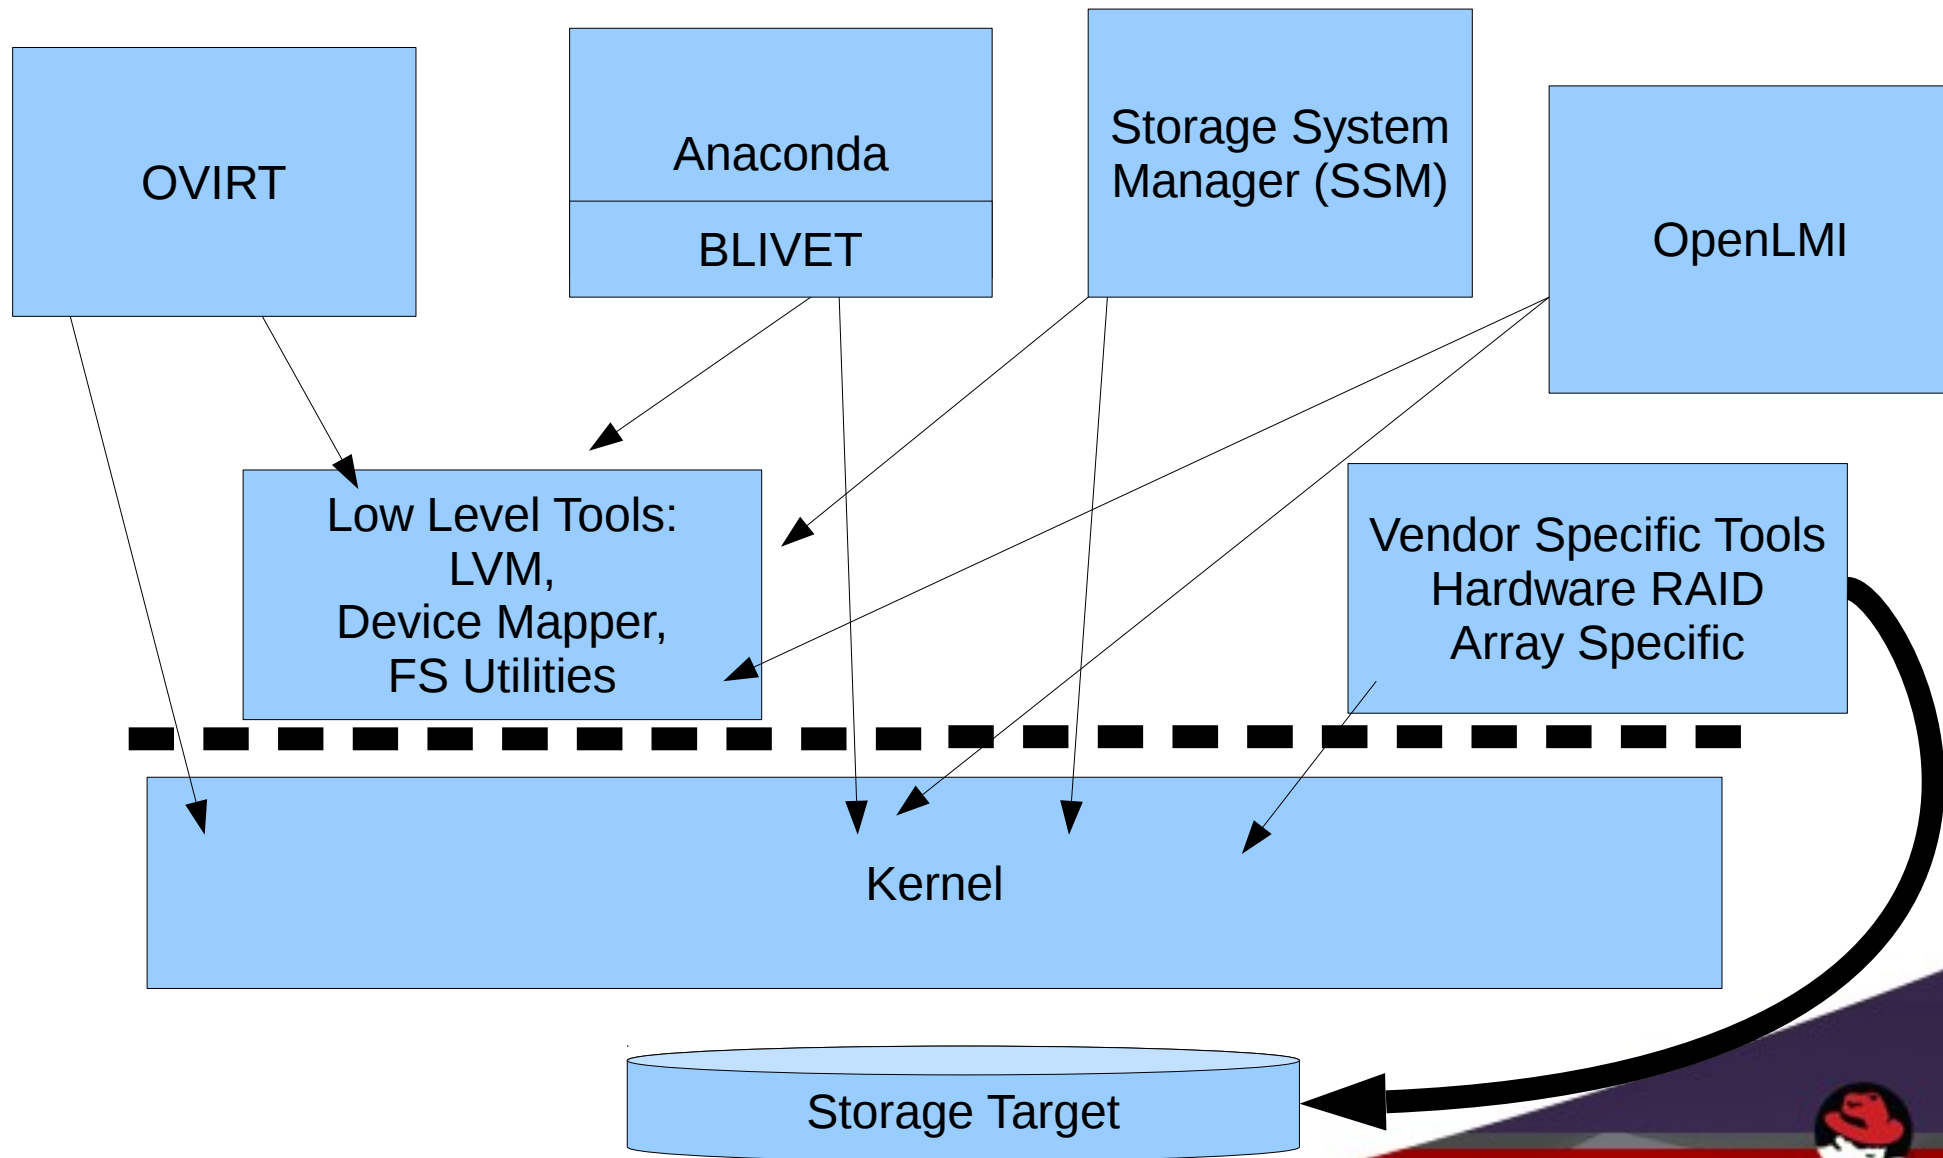 OVIRT
Anaconda
BLIVET
Storage System
Manager (SSM)
OpenLMI
Low Level Tools:
LVM,
Device Mapper,
FS Utilities
Vendor Specific Tools
Hardware RAID
Array Specific
Kernel
Storage Target